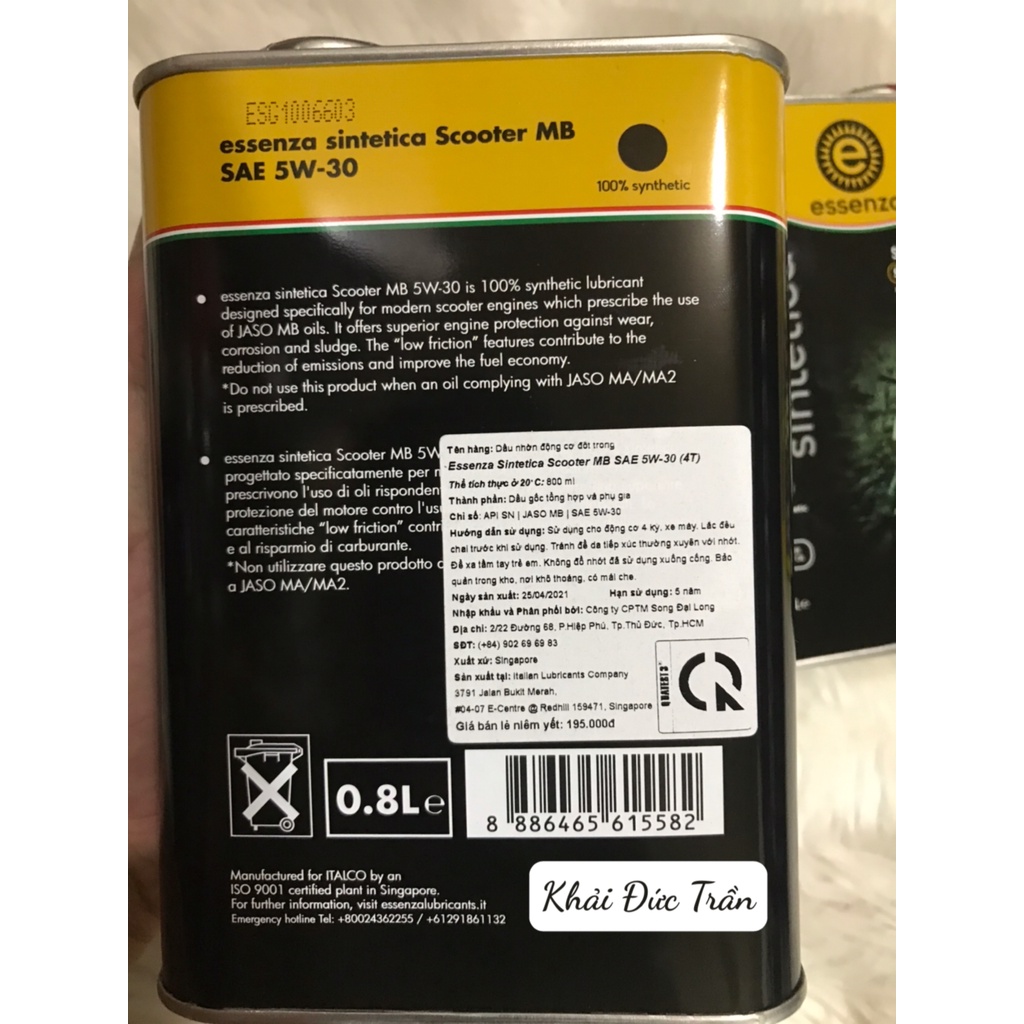 ESG1006603
essenza sintetica Scooter MB
SAE 5W-30
100% synthetic
essenza sintetica Scooter MB 5W-30 is 100% synthetic lubricant
designed specifically for modern scooter engines which prescribe the use
of JASO MB oils. It offers superior engine protection against wear,
corrosion and sludge. The “low friction” features contribute to the
reduction of emissions and improve the fuel economy.
*Do not use this product when an oil complying with JASO MA/MA2
is prescribed.
essenza sintetica Scooter MB 5W
progettato specificatamente per
prescrivono l'uso di oli
protezione del motore contro
caratteristiche “low friction”
e al risparmio di carburante.
*Non utilizzare questo prodotto
a JASO MA/MA2.
Tên hàng: Dầu nhờn động cơ đốt trong
Essenza Sintetica Scooter MB SAE 5W-30 (4T)
Thể tích thực ở 20°C: 800 ml
Thành phần: Dầu gốc tổng hợp và phụ gia
Chỉ số: API SN | JASO MB | SAE 5W-30
Hướng dẫn sử dụng: Sử dụng cho động cơ 4 kỳ, xe máy. Lắc đều
chai trước khi sử dụng. Tránh để da tiếp xúc thường xuyên với nhớt.
Để xa tầm tay trẻ em. Không đổ nhớt đã sử dụng xuống cống. Bảo
quản trong kho, nơi khô thoáng, có mái che.
Ngày sản xuất: 25/04/2021 Hạn sử dụng: 5 năm
Nhập khẩu và Phân phối bởi: Công ty CPTM Song Đại Long
Địa chỉ: 2/22 Đường 68, P.Hiệp Phú, Tp.Thủ Đức, Tp.HCM
SĐT: (+84) 902 69 69 83
Xuất xứ: Singapore
Sản xuất tại: Italian Lubricants Company
3791 Jalan Bukit Merah,
#04-07 E-Centre @ Redhill 159471, Singapore
Giá bán lẻ niêm yết: 195.000đ
QUATEST 3
CR
0.8L e
8 886465 615582
Manufactured for ITALCO by an
ISO 9001 certified plant in Singapore.
For further information, visit essenzalubricants.it
Emergency hotline Tel: +80024362255 / +61291861132
Khải Đức Trần
e
essenza
sintetica